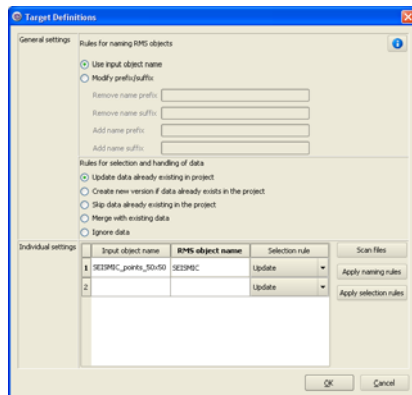 Target Definitions
General settings
Rules for naming RMS objects
Use input object name
Modify prefix/suffix
Remove name prefix
Remove name suffix
Add name prefix
Add name suffix
Rules for selection and handling of data
Update data already existing in project
Create new version if data already exists in the project
Skip data already existing in the project
Merge with existing data
Ignore data
Individual settings
Input object name RMS object name Selection rule
1 SEISMIC_points_50x50 SEISMIC Update
2 Update
Scan files
Apply naming rules
Apply selection rules
OK Cancel